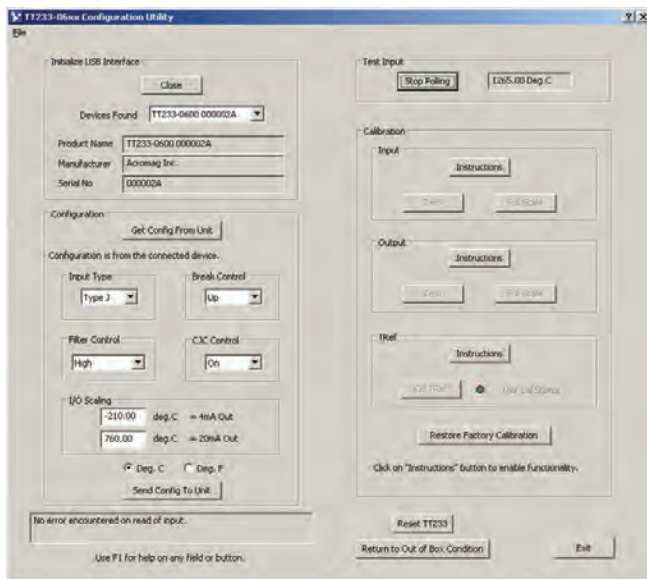 TT233-06xx Configuration Utility
File
Initialize USB Interface
Close
Devices Found TT233-0600 000002A
Product Name TT233-0600 000002A
Manufacturer Acromag Inc.
Serial No 000002A
Configuration
Get Config From Unit
Configuration is from the connected device.
Input Type
Type J
Break Control
Up
Filter Control
High
CJC Control
On
I/O Scaling
-210.00 deg.C = 4mA Out
760.00 deg.C = 20mA Out
Deg. C Deg. F
Send Config To Unit
No error encountered on read of input.
Use F1 for help on any field or button.
Test Input
Stop Polling 1265.00 Deg.C
Calibration
Input
Instructions
Zero Full Scale
Output
Instructions
Zero Full Scale
TRef
Instructions
Cal Status
Restore Factory Calibration
Click on "Instructions" button to enable functionality.
Reset TT233
Return to Out of Box Condition
Exit